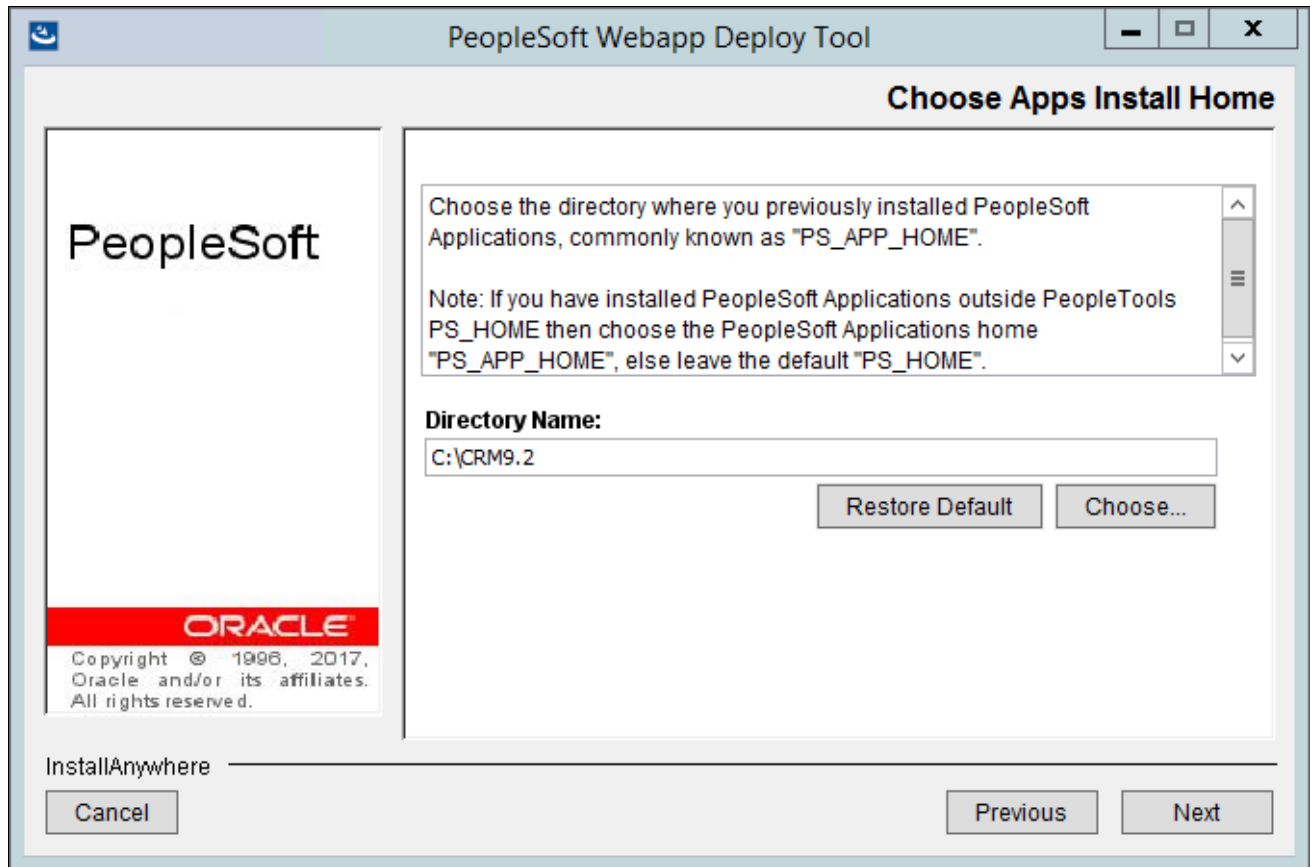 PeopleSoft Webapp Deploy Tool
Choose Apps Install Home
PeopleSoft
Choose the directory where you previously installed PeopleSoft
Applications, commonly known as "PS_APP_HOME".
Note: If you have installed PeopleSoft Applications outside PeopleTools
PS_HOME then choose the PeopleSoft Applications home
"PS_APP_HOME", else leave the default "PS_HOME".
Directory Name:
C:\CRM9.2
Restore Default
Choose...
ORACLE
Copyright © 1996, 2017,
Oracle and/or its affiliates.
All rights reserved.
InstallAnywhere
Cancel
Previous
Next